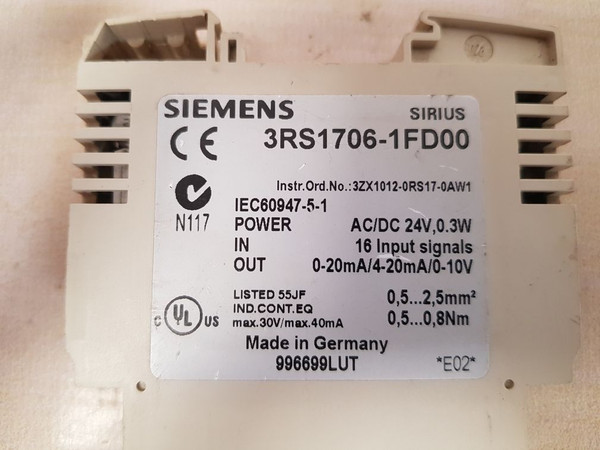 SIEMENS SIRIUS
CE 3RS1706-1FD00
Instr.Ord.No.:3ZX1012-0RS17-0AW1
N117
IEC60947-5-1
POWER AC/DC 24V,0.3W
IN 16 Input signals
OUT 0-20mA/4-20mA/0-10V
C UL US
LISTED 55JF 0,5...2,5mm²
IND.CONT.EQ
max.30V/max.40mA 0,5...0,8Nm
Made in Germany
996699LUT *E02*